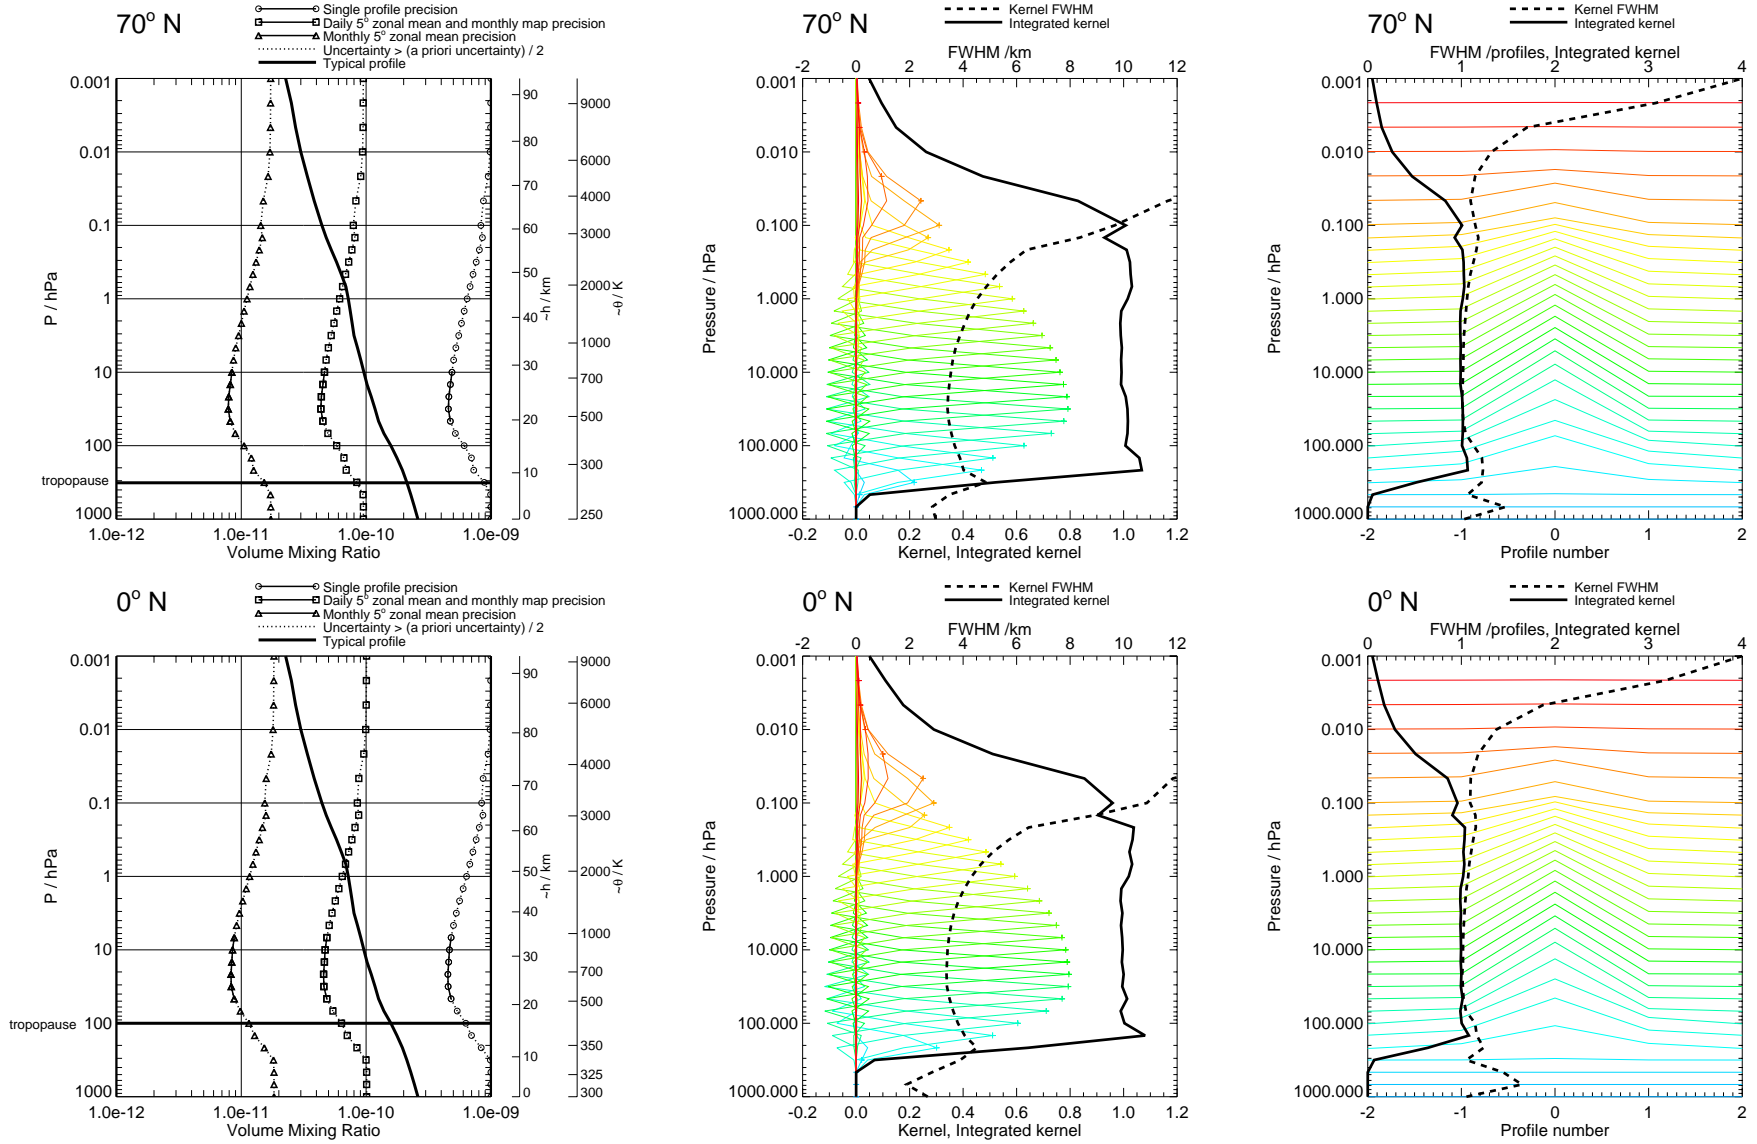 70° N
Single profile precision
Daily 5° zonal mean and monthly map precision
Monthly 5° zonal mean precision
Uncertainty > (a priori uncertainty) / 2
Typical profile
0.001
0.01
0.1
1
10
100
tropopause
1000
P / hPa
1.0e-12 1.0e-11 1.0e-10 1.0e-09
Volume Mixing Ratio
90
80
70
60
50
40
30
20
10
0
~h / km
9000
6000
4000
3000
2000
1000
700
500
300
250
~θ / K
70° N
Kernel FWHM
Integrated kernel
FWHM /km
-2 0 2 4 6 8 10 12
0.001
0.010
0.100
1.000
10.000
100.000
1000.000
Pressure / hPa
-0.2 0.0 0.2 0.4 0.6 0.8 1.0 1.2
Kernel, Integrated kernel
70° N
Kernel FWHM
Integrated kernel
FWHM /profiles, Integrated kernel
0 1 2 3 4
0.001
0.010
0.100
1.000
10.000
100.000
1000.000
Pressure / hPa
-2 -1 0 1 2
Profile number
0° N
Single profile precision
Daily 5° zonal mean and monthly map precision
Monthly 5° zonal mean precision
Uncertainty > (a priori uncertainty) / 2
Typical profile
0.001
0.01
0.1
1
10
100
tropopause
1000
P / hPa
1.0e-12 1.0e-11 1.0e-10 1.0e-09
Volume Mixing Ratio
90
80
70
60
50
40
30
20
10
0
~h / km
9000
6000
4000
3000
2000
1000
700
500
350
325
300
~θ / K
0° N
Kernel FWHM
Integrated kernel
FWHM /km
-2 0 2 4 6 8 10 12
0.001
0.010
0.100
1.000
10.000
100.000
1000.000
Pressure / hPa
-0.2 0.0 0.2 0.4 0.6 0.8 1.0 1.2
Kernel, Integrated kernel
0° N
Kernel FWHM
Integrated kernel
FWHM /profiles, Integrated kernel
0 1 2 3 4
0.001
0.010
0.100
1.000
10.000
100.000
1000.000
Pressure / hPa
-2 -1 0 1 2
Profile number